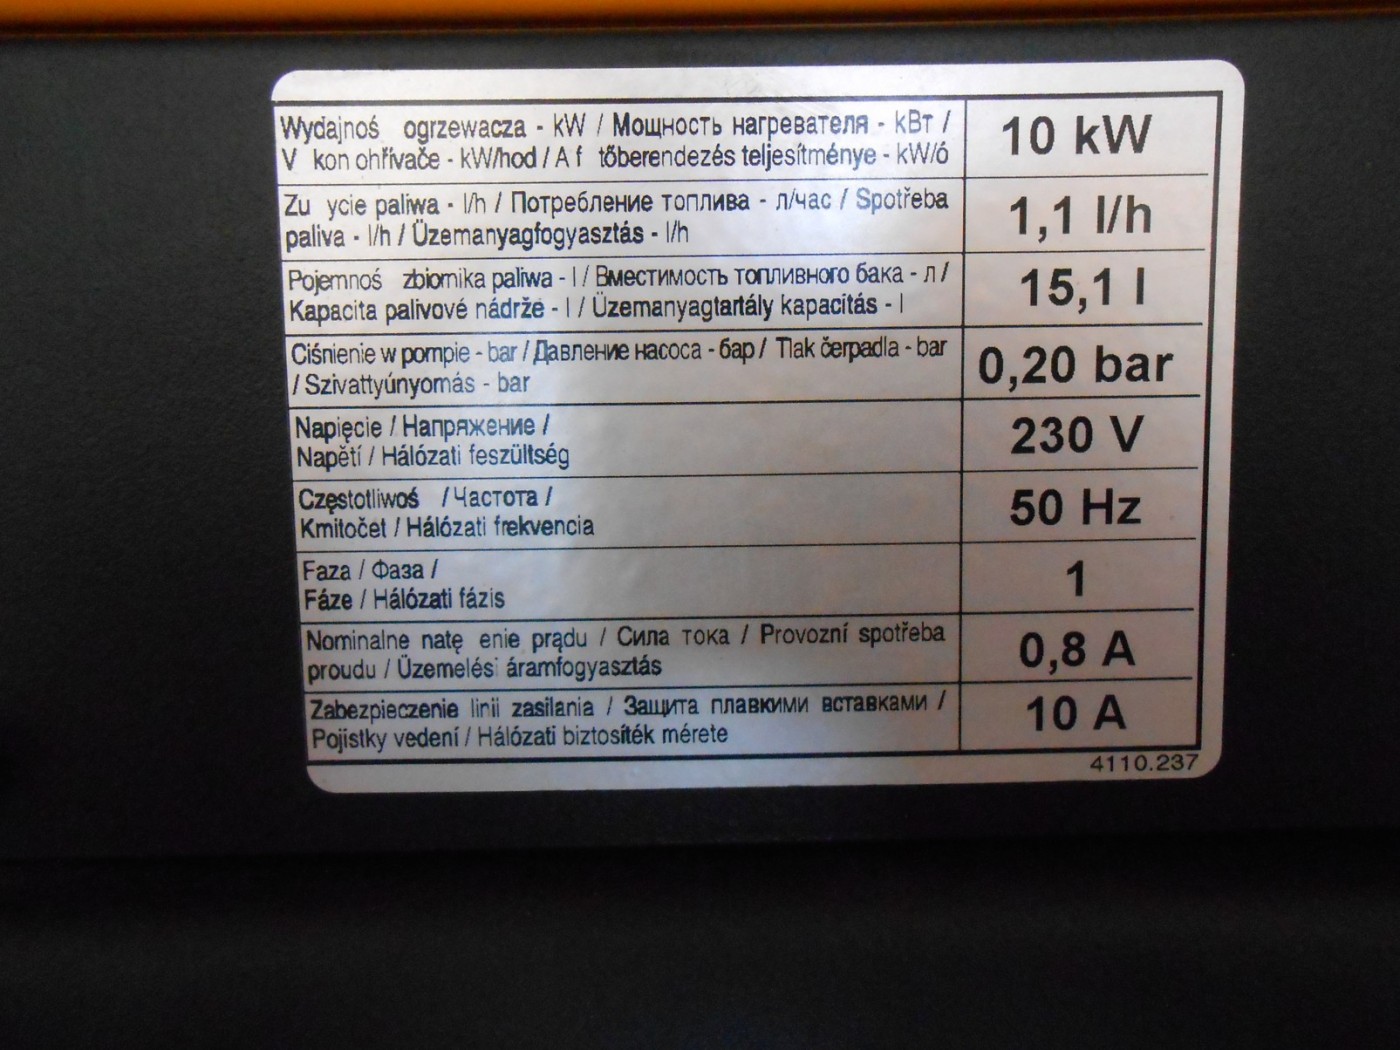 Wydajnoś ogrzewacza - kW / Мощность нагревателя - kВт /
V kon ohřívače - kW/hod / A f tőberendezés teljesítménye - kW/ó
10 kW
Zu ycie paliwa - l/h / Потребление топлива - л/час / Spotřeba
paliva - l/h / Üzemanyagfogyasztás - l/h
1,1 l/h
Pojemnoś zbiornika paliwa - l / Вместимость топливного бака - л /
Kapacita palivové nádrže - l / Üzemanyagtartály kapacitás - l
15,1 l
Ciśnienie w pompie - bar / Давление насоса - бар / Tlak čerpadla - bar
/ Szivattyúnyomás - bar
0,20 bar
Napięcie / Напряжение /
Napětí / Hálózati feszültség
230 V
Częstotliwoś / Частота /
Kmitočet / Hálózati frekvencia
50 Hz
Faza / Фаза /
Fáze / Hálózati fázis
1
Nominalne natę enie prądu / Сила тока / Provozní spotřeba
proudu / Üzemelési áramfogyasztás
0,8 A
Zabezpieczenie linii zasilania / Защита плавкими вставками /
Pojistky vedení / Hálózati biztosíték mérete
10 A
4110.237